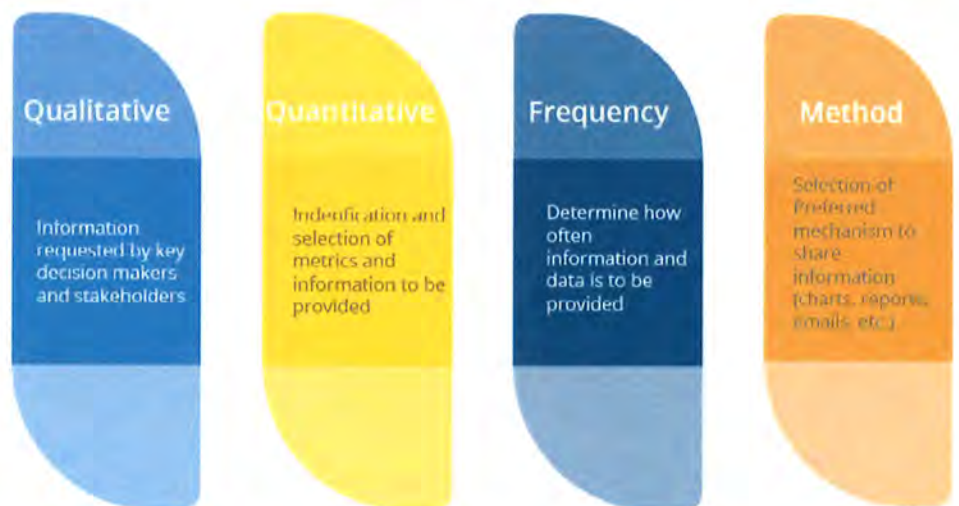 Qualitative
Information
requested by key
decision makers
and stakeholders
Quantitative
Indenfication and
selection of
metrics and
information to be
provided
Frequency
Determine how
often
information and
data is to be
provided
Method
Selection of
Preferred
mechanism to
share
information
(charts, reports,
emails, etc.)